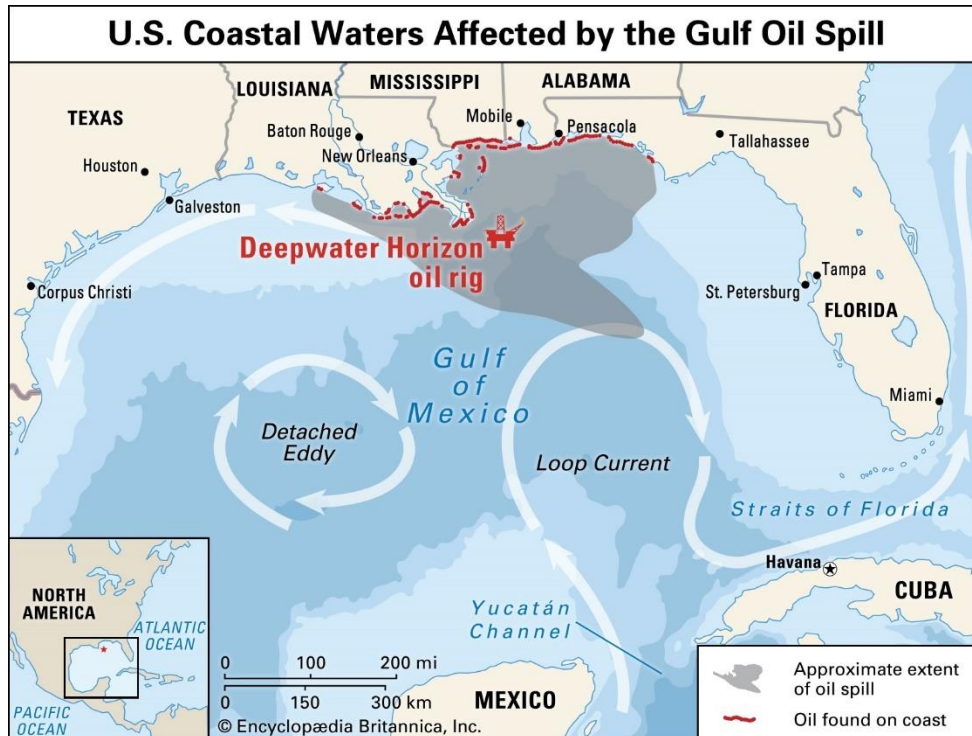 U.S. Coastal Waters Affected by the Gulf Oil Spill
TEXAS
LOUISIANA
MISSISSIPPI
ALABAMA
Mobile
Pensacola
Baton Rouge
New Orleans
Tallahassee
Houston
Galveston
Deepwater Horizon
oil rig
Corpus Christi
Tampa
St. Petersburg
FLORIDA
Gulf
of
Mexico
Miami
Detached
Eddy
Loop Current
Straits of Florida
Havana
CUBA
Yucatán
Channel
MEXICO
NORTH
AMERICA
ATLANTIC
OCEAN
PACIFIC
OCEAN
0 100 200 mi
0 150 300 km
© Encyclopædia Britannica, Inc.
Approximate extent
of oil spill
Oil found on coast